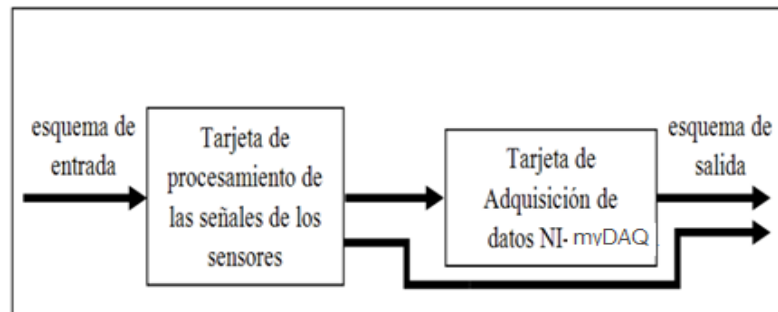 esquema de
entrada
Tarjeta de
procesamiento de
las señales de los
sensores
Tarjeta de
Adquisición de
datos NI- myDAQ
esquema de
salida